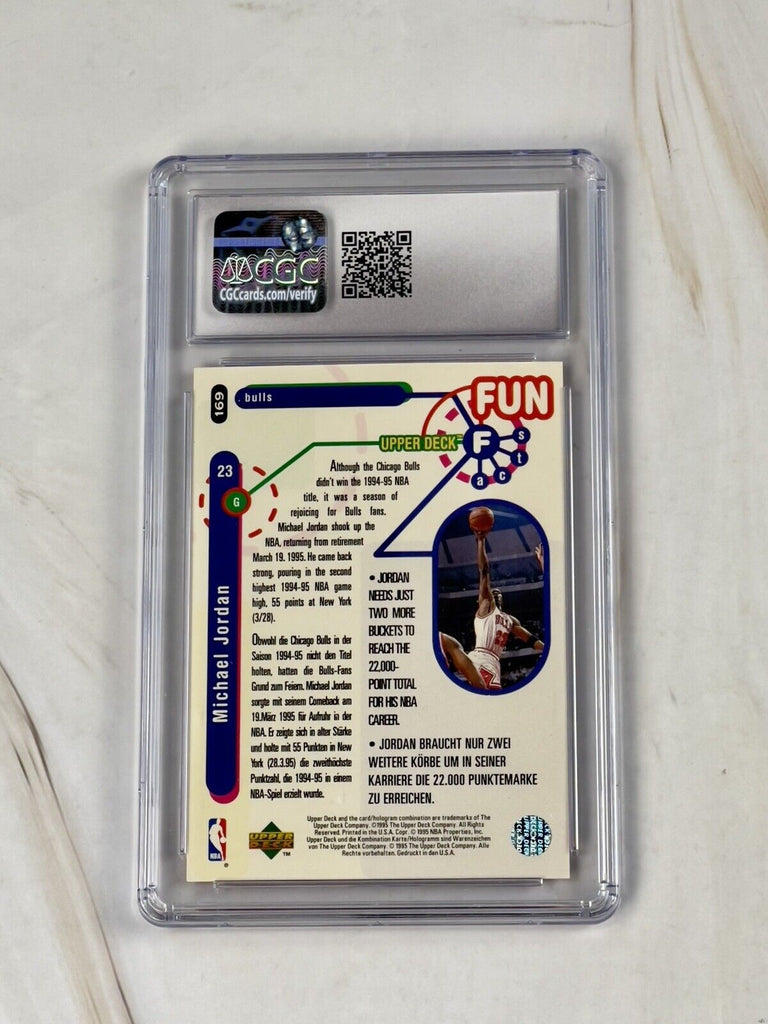 CGC
CGCcards.com/verify
169
bulls
FUN
UPPER DECK™
F
a
c
t
s
23
G
Michael Jordan
Although the Chicago Bulls
didn't win the 1994-95 NBA
title, it was a season of
rejoicing for Bulls fans.
Michael Jordan shook up the
NBA, returning from retirement
March 19, 1995. He came back
strong, pouring in the second
highest 1994-95 NBA game
high, 55 points at New York
(3/28).
Obwohl die Chicago Bulls in der
Saison 1994-95 nicht den Titel
holten, hatten die Bulls-Fans
Grund zum Feiern. Michael Jordan
sorgte mit seinem Comeback am
19.März 1995 für Aufruhr in der
NBA. Er zeigte sich in alter Stärke
und holte mit 55 Punkten in New
York (28.3.95) die zweithöchste
Punktzahl, die 1994-95 in einem
NBA-Spiel erzielt wurde.
• JORDAN
NEEDS JUST
TWO MORE
BUCKETS TO
REACH THE
22,000-
POINT TOTAL
FOR HIS NBA
CAREER.
BULLS
23
• JORDAN BRAUCHT NUR ZWEI
WEITERE KÖRBE UM IN SEINER
KARRIERE DIE 22.000 PUNKTEMARKE
ZU ERREICHEN.
NBA
®
UPPER
DECK
™
Upper Deck and the card/hologram combination are trademarks of The
Upper Deck Company. ©1995 The Upper Deck Company. All Rights
Reserved. Printed in the U.S.A. Copr. © 1995 NBA Properties, Inc.
Upper Deck und die Kombination Karte/Hologramm sind Warenzeichen
von The Upper Deck Company. © 1995 The Upper Deck Company. Alle
Rechte vorbehalten. Gedruckt in den U.S.A.